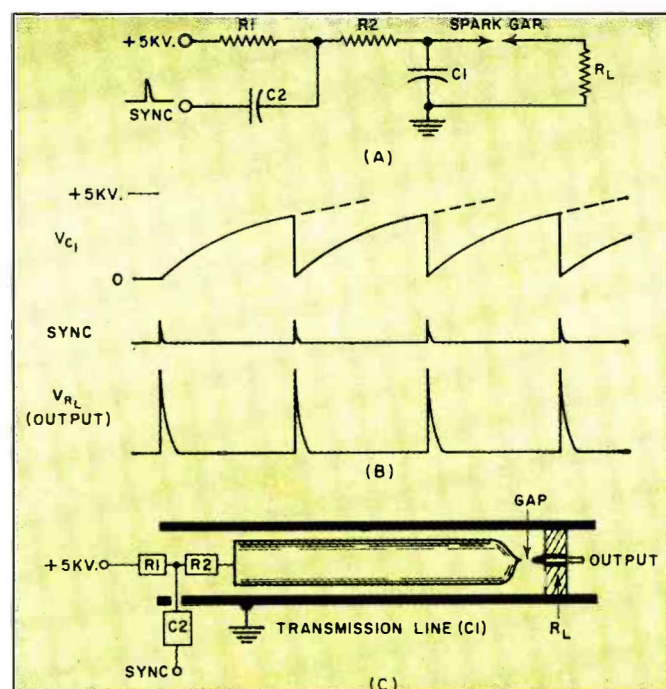 R1 R2 SPARK GAP
+5KV.
C1 RL
C2
SYNC
(A)
+5KV.
VC1
O
SYNC
VRL
(OUTPUT)
(B)
GAP
+5KV. R1 R2 OUTPUT
C2 TRANSMISSION LINE (C1) RL
SYNC
(C)